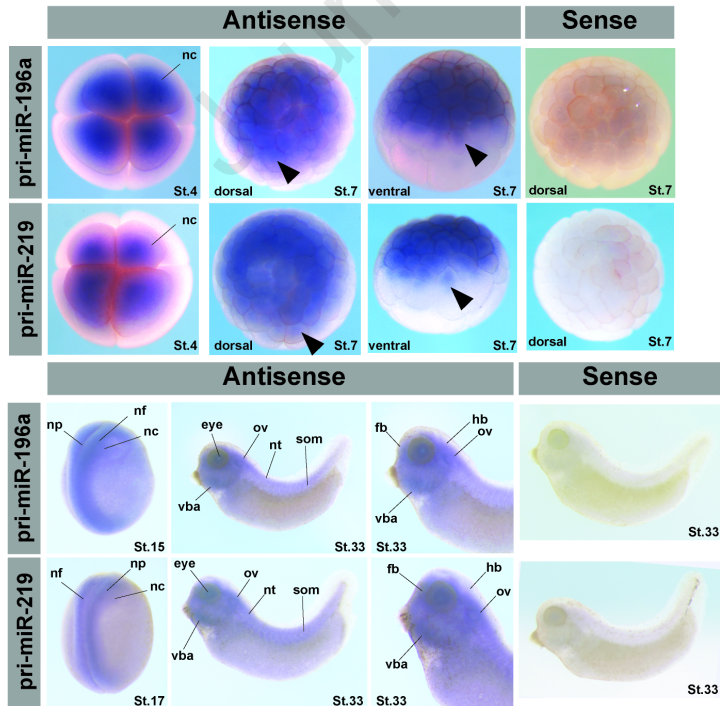 Antisense Sense
pri-miR-196a
nc
St.4
dorsal St.7
ventral St.7
dorsal St.7
pri-miR-219
nc
St.4
dorsal St.7
ventral St.7
dorsal St.7
Antisense Sense
pri-miR-196a
np nf nc
St.15
eye ov nt som
vba
St.33
fb hb ov
vba
St.33
St.33
pri-miR-219
nf np nc
St.17
eye ov nt som
vba
St.33
fb hb ov
vba
St.33
St.33